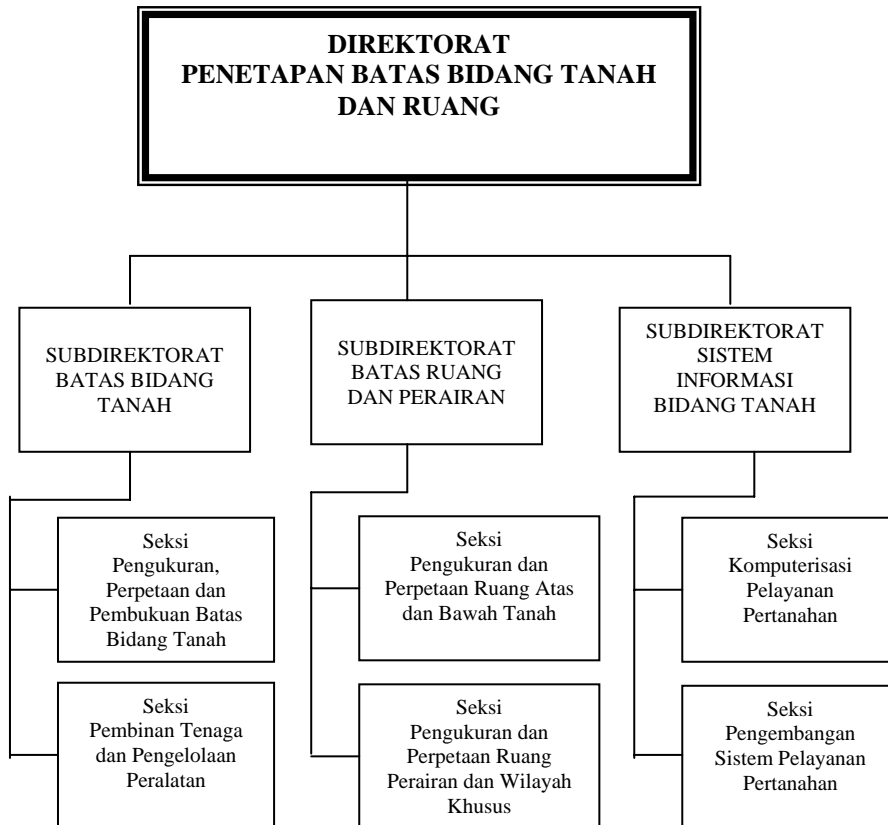 DIREKTORAT
PENETAPAN BATAS BIDANG TANAH
DAN RUANG
SUBDIREKTORAT
BATAS BIDANG
TANAH
SUBDIREKTORAT
BATAS RUANG
DAN PERAIRAN
SUBDIREKTORAT
SISTEM
INFORMASI
BIDANG TANAH
Seksi
Pengukuran,
Perpetaan dan
Pembukuan Batas
Bidang Tanah
Seksi
Pengukuran dan
Perpetaan Ruang Atas
dan Bawah Tanah
Seksi
Komputerisasi
Pelayanan
Pertanahan
Seksi
Pembinan Tenaga
dan Pengelolaan
Peralatan
Seksi
Pengukuran dan
Perpetaan Ruang
Perairan dan Wilayah
Khusus
Seksi
Pengembangan
Sistem Pelayanan
Pertanahan